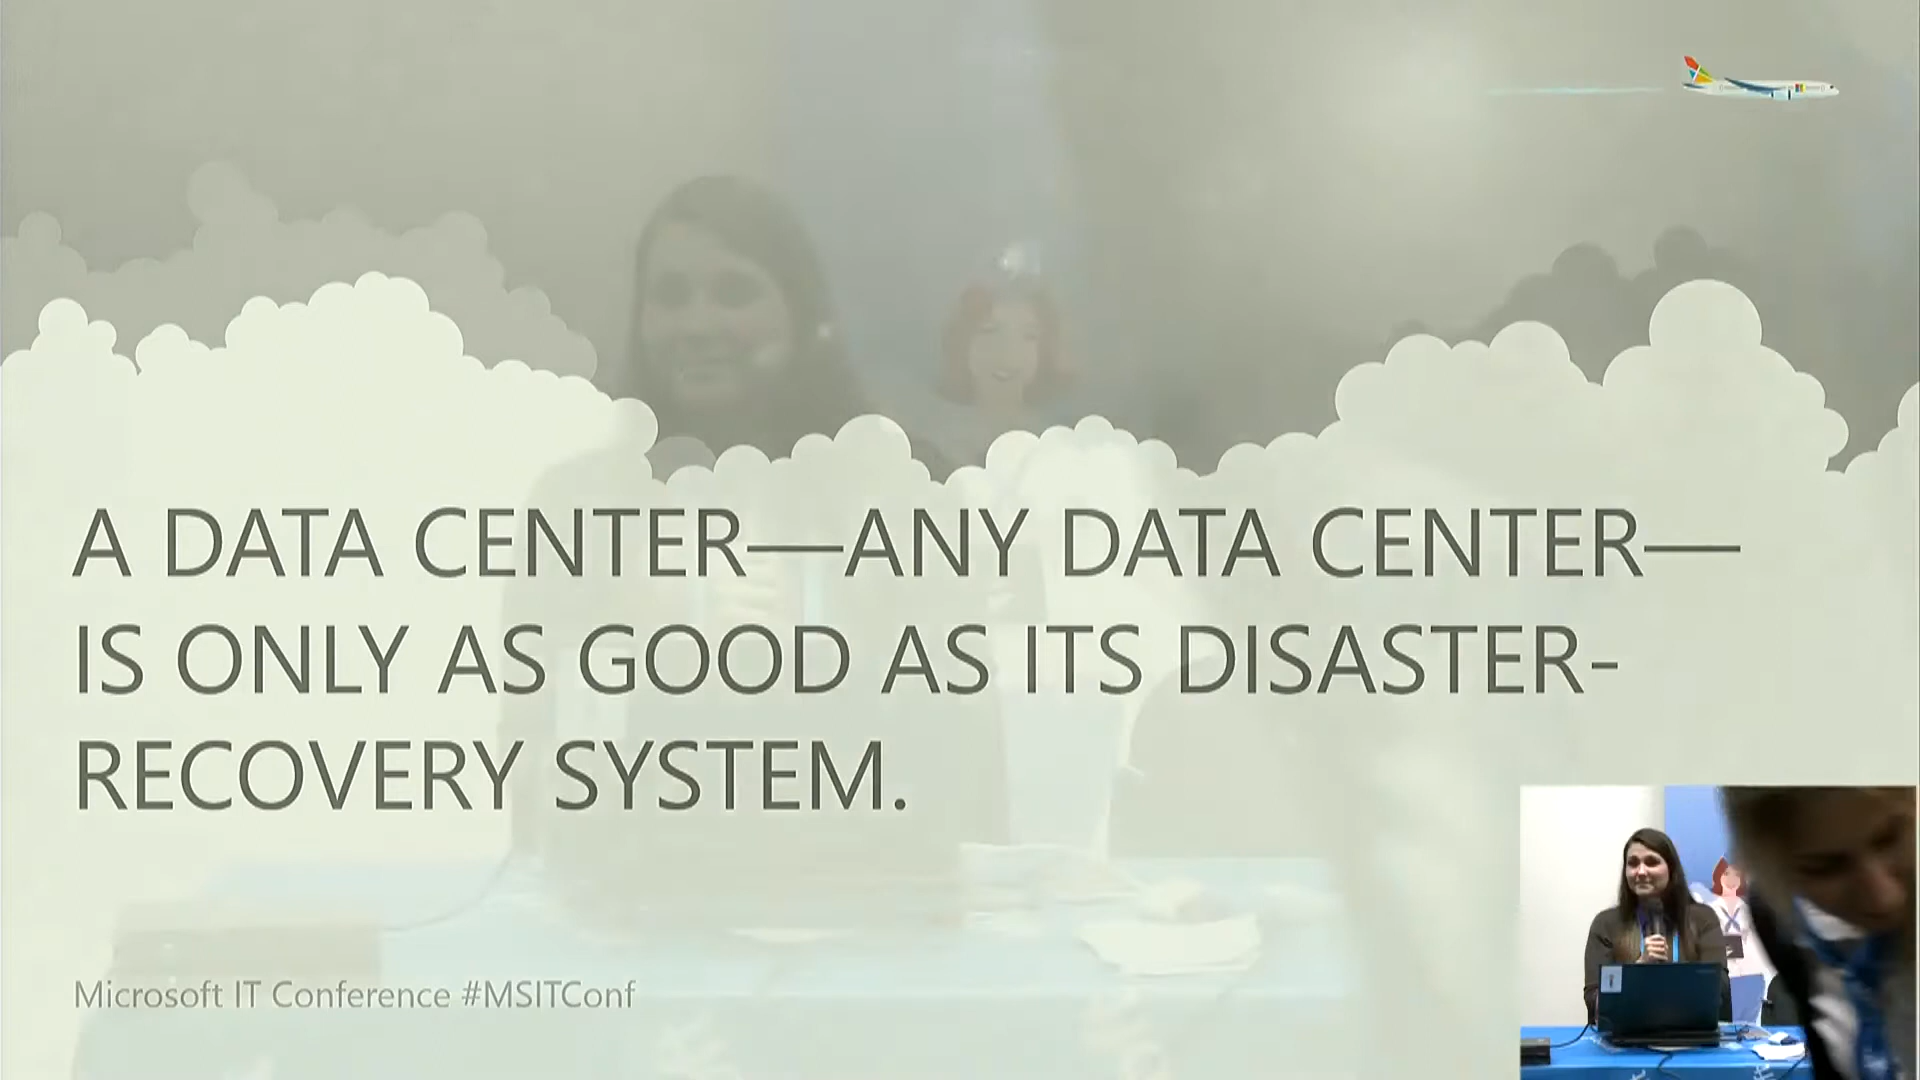 A DATA CENTER—ANY DATA CENTER—
IS ONLY AS GOOD AS ITS DISASTER-
RECOVERY SYSTEM.
Microsoft IT Conference #MSITConf